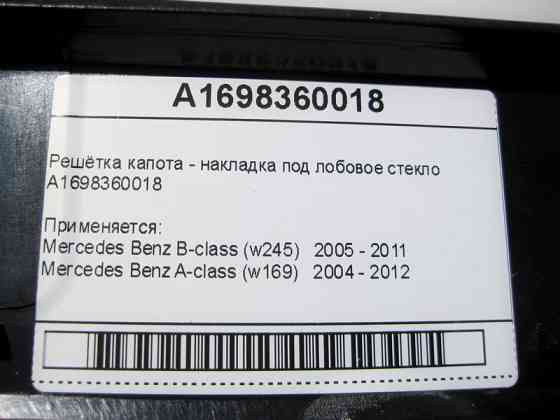 A1698360018
Решётка капота - накладка под лобовое стекло
A1698360018
Применяется:
Mercedes Benz B-class (w245) 2005 - 2011
Mercedes Benz A-class (w169) 2004 - 2012